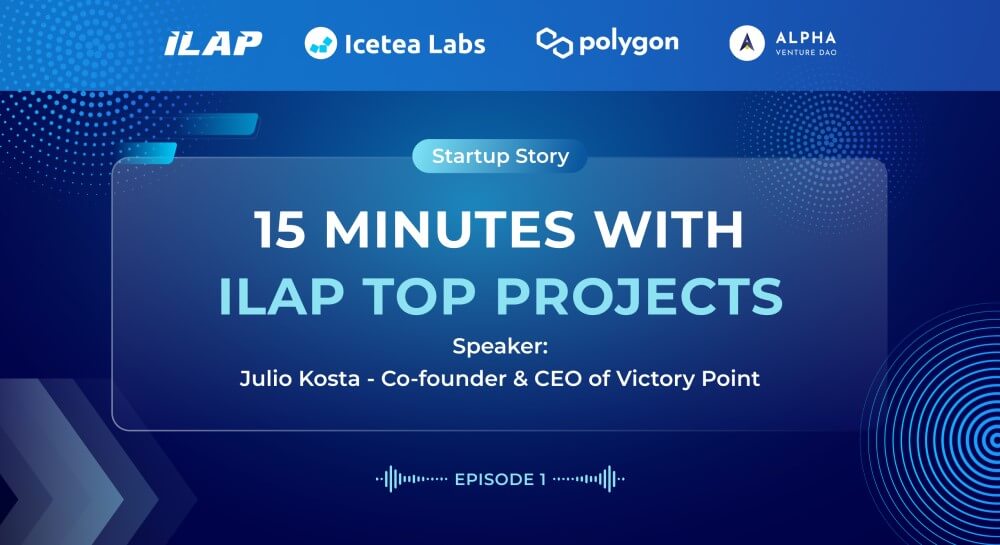 ILAP
Icetea Labs
polygon
ALPHA
VENTURE DAO
Startup Story
15 MINUTES WITH
ILAP TOP PROJECTS
Speaker:
Julio Kosta - Co-founder & CEO of Victory Point
EPISODE 1